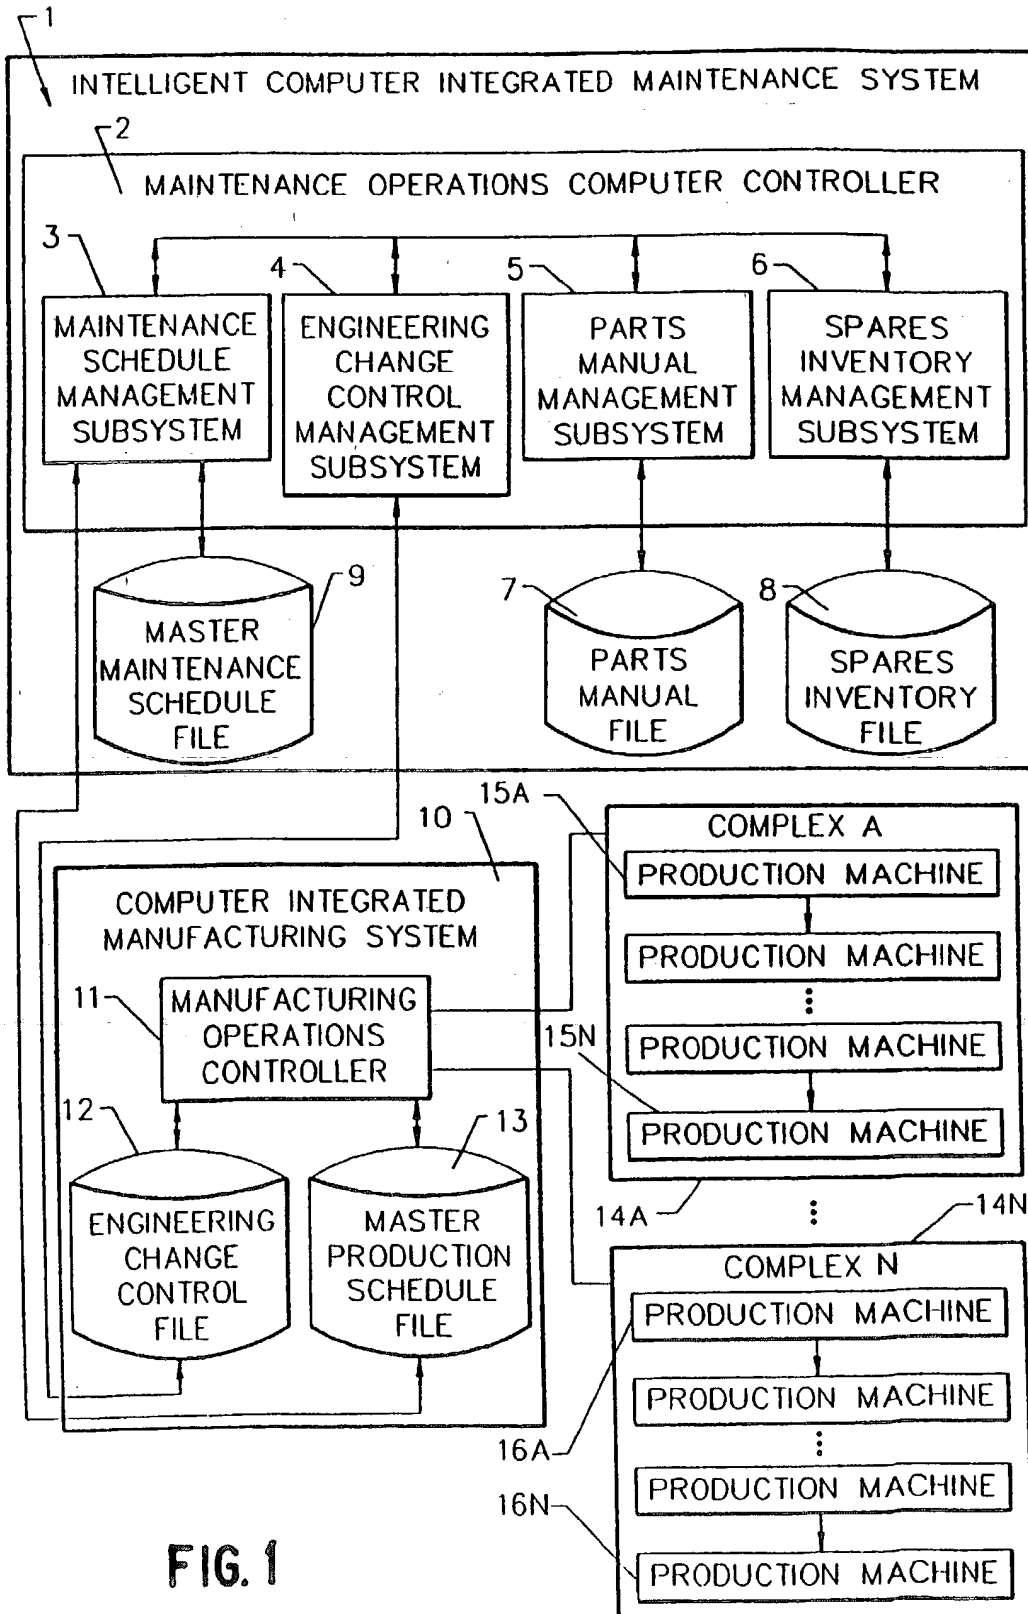 1
INTELLIGENT COMPUTER INTEGRATED MAINTENANCE SYSTEM
2
MAINTENANCE OPERATIONS COMPUTER CONTROLLER
3
MAINTENANCE
SCHEDULE
MANAGEMENT
SUBSYSTEM
4
ENGINEERING
CHANGE
CONTROL
MANAGEMENT
SUBSYSTEM
5
PARTS
MANUAL
MANAGEMENT
SUBSYSTEM
6
SPARES
INVENTORY
MANAGEMENT
SUBSYSTEM
9
MASTER
MAINTENANCE
SCHEDULE
FILE
7
PARTS
MANUAL
FILE
8
SPARES
INVENTORY
FILE
10
COMPUTER INTEGRATED
MANUFACTURING SYSTEM
11
MANUFACTURING
OPERATIONS
CONTROLLER
12
ENGINEERING
CHANGE
CONTROL
FILE
13
MASTER
PRODUCTION
SCHEDULE
FILE
15A
COMPLEX A
PRODUCTION MACHINE
PRODUCTION MACHINE
PRODUCTION MACHINE
15N
PRODUCTION MACHINE
14A
14N
COMPLEX N
PRODUCTION MACHINE
16A
PRODUCTION MACHINE
PRODUCTION MACHINE
16N
PRODUCTION MACHINE
FIG. 1